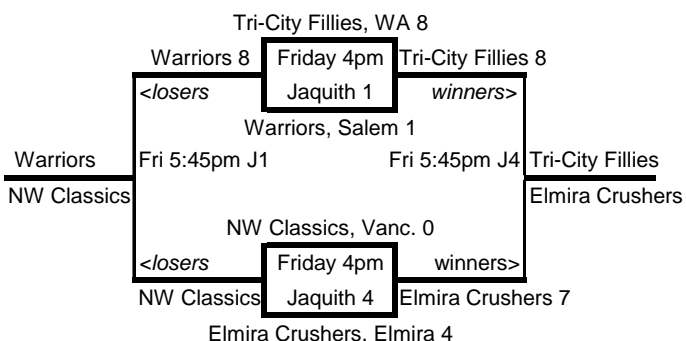 Tri-City Fillies, WA 8
Warriors 8 Friday 4pm Tri-City Fillies 8
<losers Jaquith 1 winners>
Warriors, Salem 1
Warriors Fri 5:45pm J1 Fri 5:45pm J4 Tri-City Fillies
NW Classics Elmira Crushers
NW Classics, Vanc. 0
<losers Friday 4pm winners>
NW Classics Jaquith 4 Elmira Crushers 7
Elmira Crushers, Elmira 4